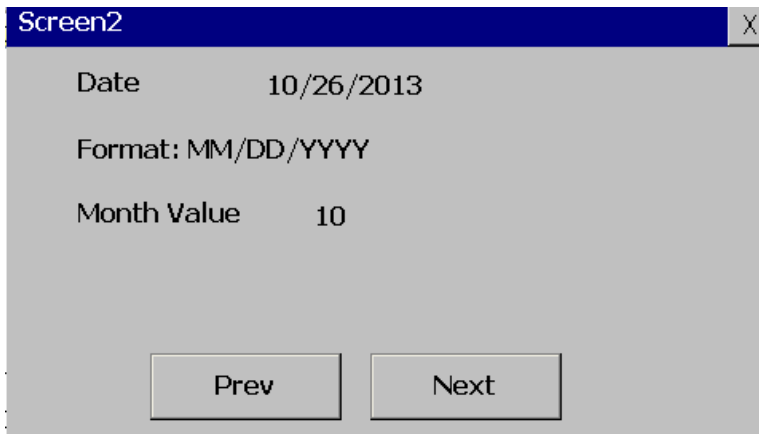 Screen2 X
Date 10/26/2013
Format: MM/DD/YYYY
Month Value 10
Prev Next